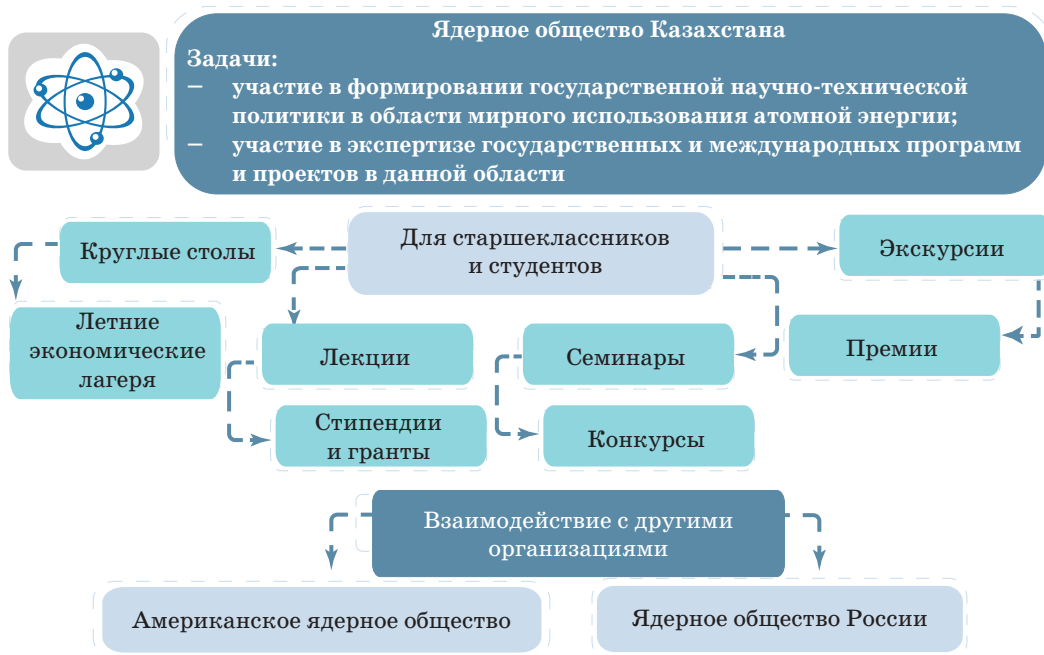 Ядерное общество Казахстана
Задачи:
— участие в формировании государственной научно-технической
политики в области мирного использования атомной энергии;
— участие в экспертизе государственных и международных программ
и проектов в данной области
Для старшеклассников
и студентов
Круглые столы
Экскурсии
Летние
экономические
лагеря
Лекции
Семинары
Премии
Стипендии
и гранты
Конкурсы
Взаимодействие с другими
организациями
Американское ядерное общество
Ядерное общество России